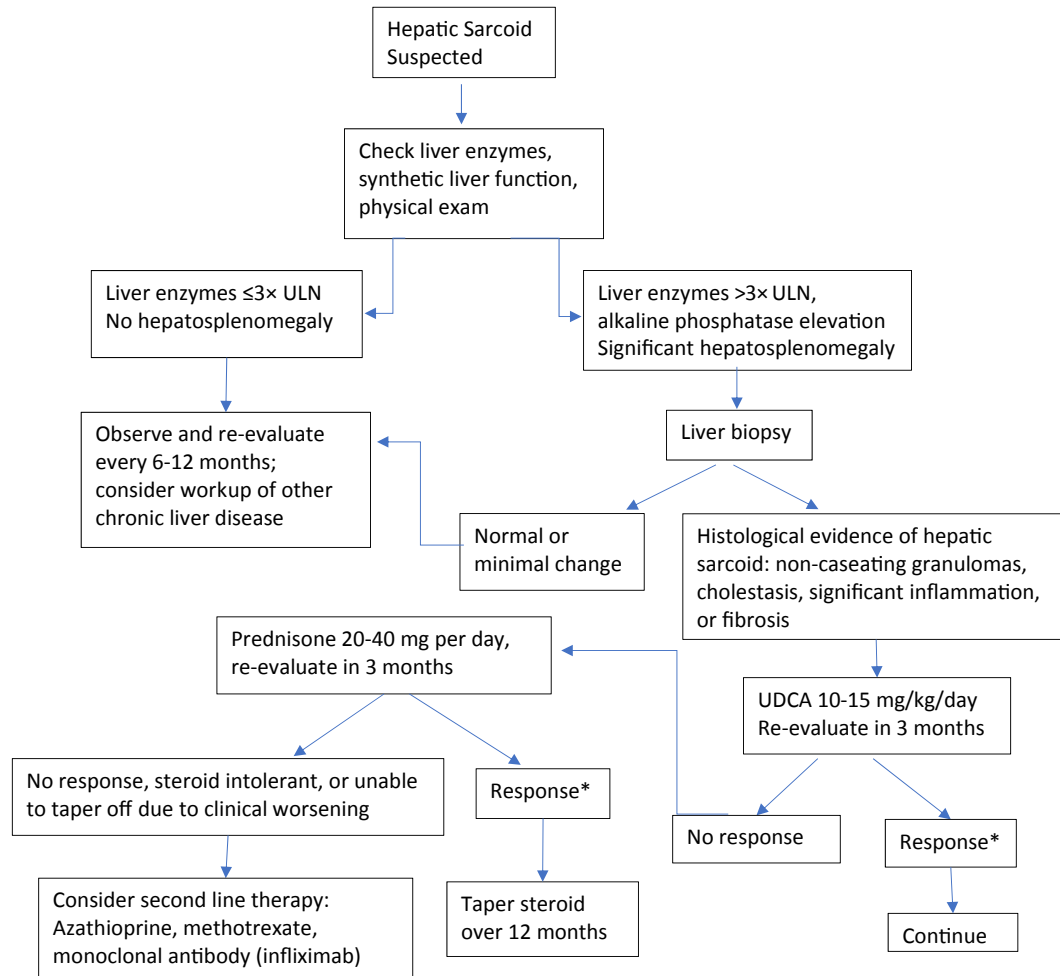 Hepatic Sarcoid
Suspected
Check liver enzymes,
synthetic liver function,
physical exam
Liver enzymes ≤3× ULN
No hepatosplenomegaly
Liver enzymes >3× ULN,
alkaline phosphatase elevation
Significant hepatosplenomegaly
Observe and re-evaluate
every 6-12 months;
consider workup of other
chronic liver disease
Liver biopsy
Normal or
minimal change
Histological evidence of hepatic
sarcoid: non-caseating granulomas,
cholestasis, significant inflammation,
or fibrosis
Prednisone 20-40 mg per day,
re-evaluate in 3 months
UDCA 10-15 mg/kg/day
Re-evaluate in 3 months
No response, steroid intolerant, or unable
to taper off due to clinical worsening
Response*
No response
Response*
Consider second line therapy:
Azathioprine, methotrexate,
monoclonal antibody (infliximab)
Taper steroid
over 12 months
Continue